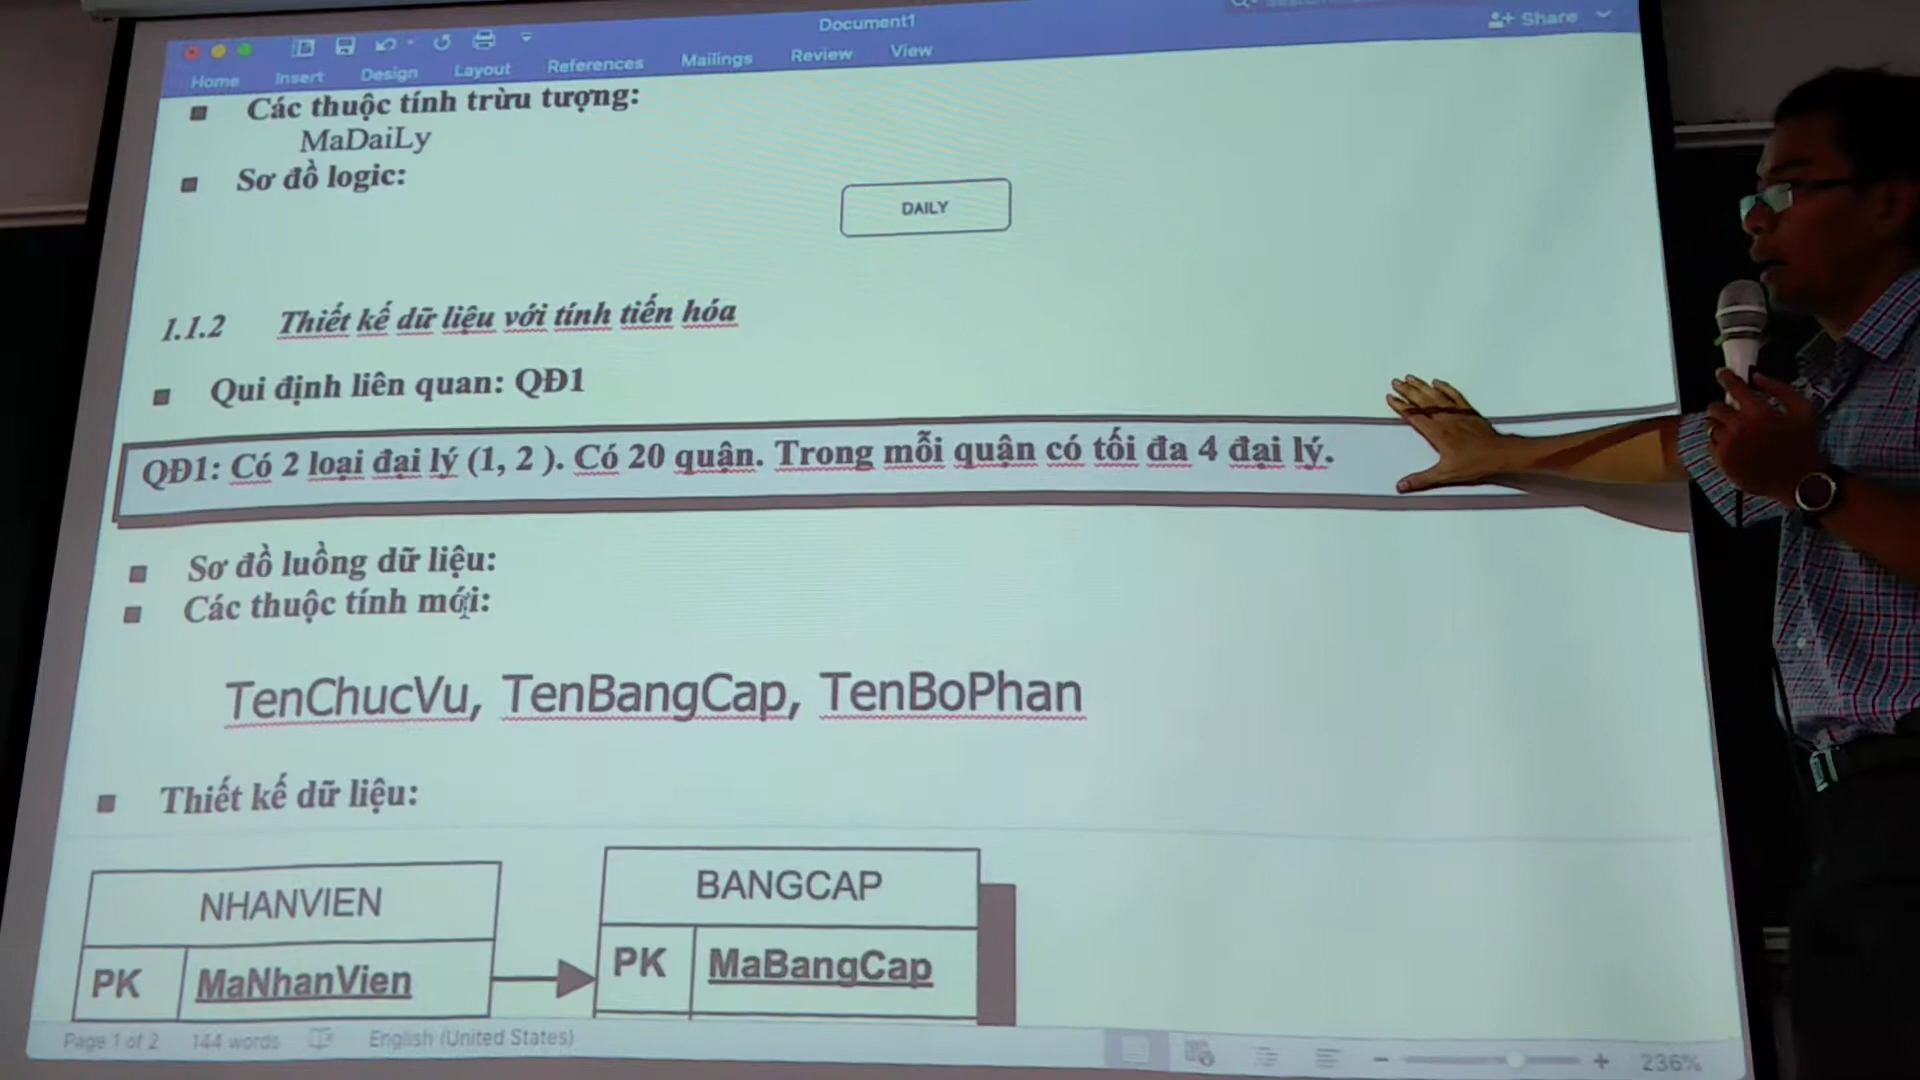 Document1
Share
Home Insert Design Layout References Mailings Review View
Các thuộc tính trừu tượng:
MaDaiLy
Sơ đồ logic:
DAILY
1.1.2 Thiết kế dữ liệu với tính tiến hóa
Qui định liên quan: QĐ1
QĐ1: Có 2 loại đại lý (1, 2 ). Có 20 quận. Trong mỗi quận có tối đa 4 đại lý.
Sơ đồ luồng dữ liệu:
Các thuộc tính mới:
TenChucVu, TenBangCap, TenBoPhan
Thiết kế dữ liệu:
NHANVIEN
PK MaNhanVien
BANGCAP
PK MaBangCap
Page 1 of 2 144 words English (United States) 236%